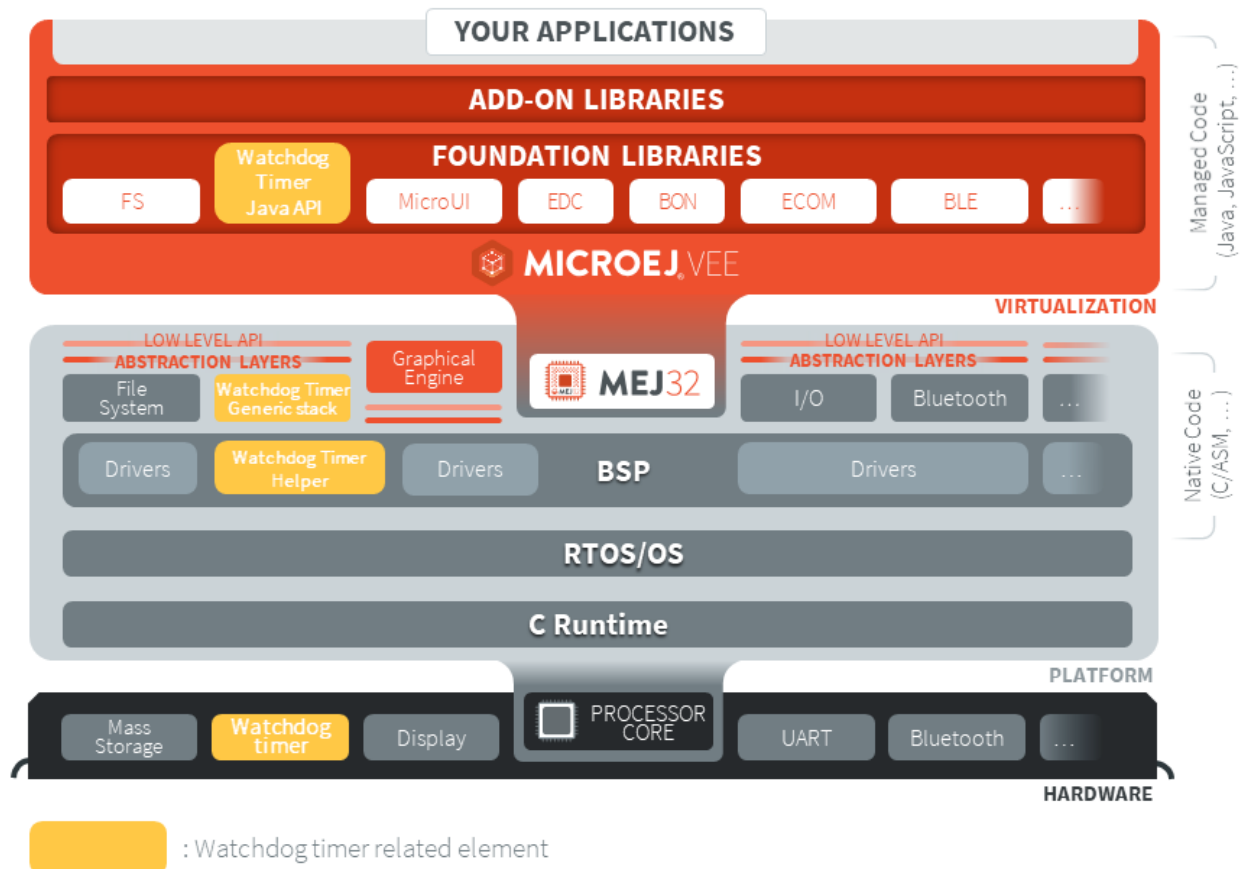 YOUR APPLICATIONS
ADD-ON LIBRARIES
FOUNDATION LIBRARIES
FS
Watchdog
Timer
Java API
MicroUI
EDC
BON
ECOM
BLE
...
MICROEJ® VEE
Managed Code
(Java, JavaScript, ...)
VIRTUALIZATION
LOW LEVEL API
ABSTRACTION LAYERS
File
System
Watchdog Timer
Generic stack
Graphical
Engine
MEJ
MEJ32
LOW LEVEL API
ABSTRACTION LAYERS
I/O
Bluetooth
...
Drivers
Watchdog Timer
Helper
Drivers
BSP
Drivers
...
Native Code
(C/ASM, ...)
RTOS/OS
C Runtime
PLATFORM
Mass
Storage
Watchdog
timer
Display
PROCESSOR
CORE
UART
Bluetooth
...
HARDWARE
: Watchdog timer related element